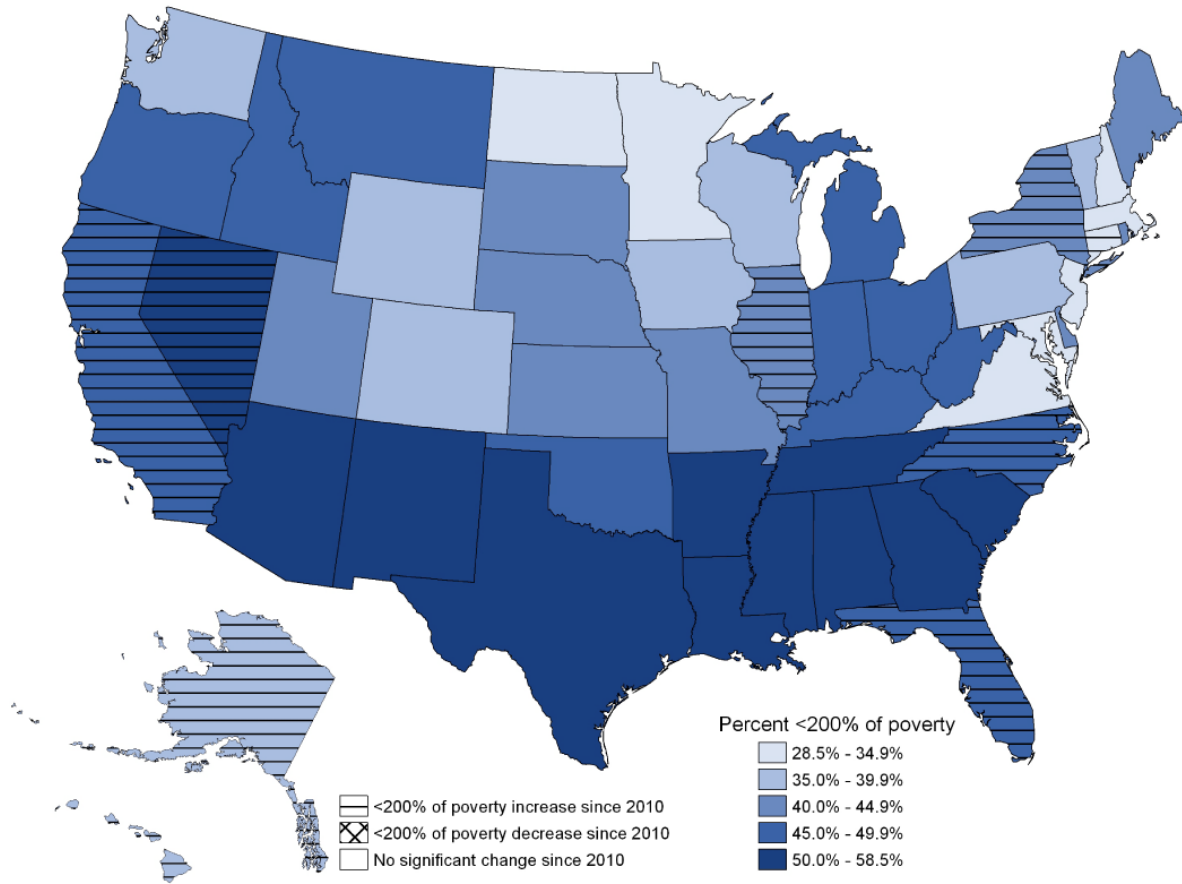 Percent <200% of poverty
28.5% - 34.9%
35.0% - 39.9%
40.0% - 44.9%
45.0% - 49.9%
50.0% - 58.5%
<200% of poverty increase since 2010
<200% of poverty decrease since 2010
No significant change since 2010